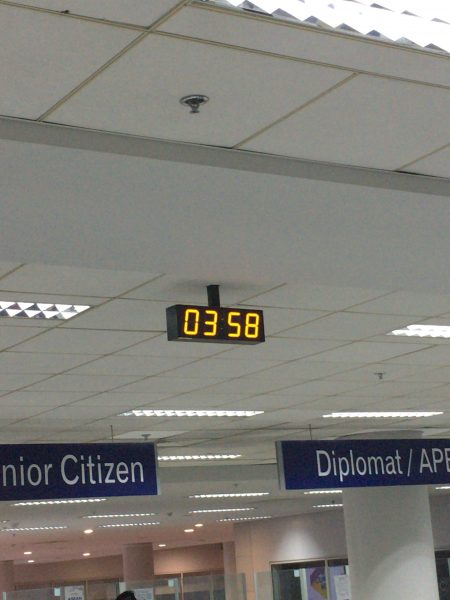 03:58
nior Citizen
Diplomat / APE